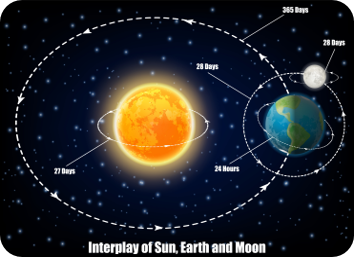 365 Days
28 Days
28 Days
27 Days
24 Hours
Interplay of Sun, Earth and Moon